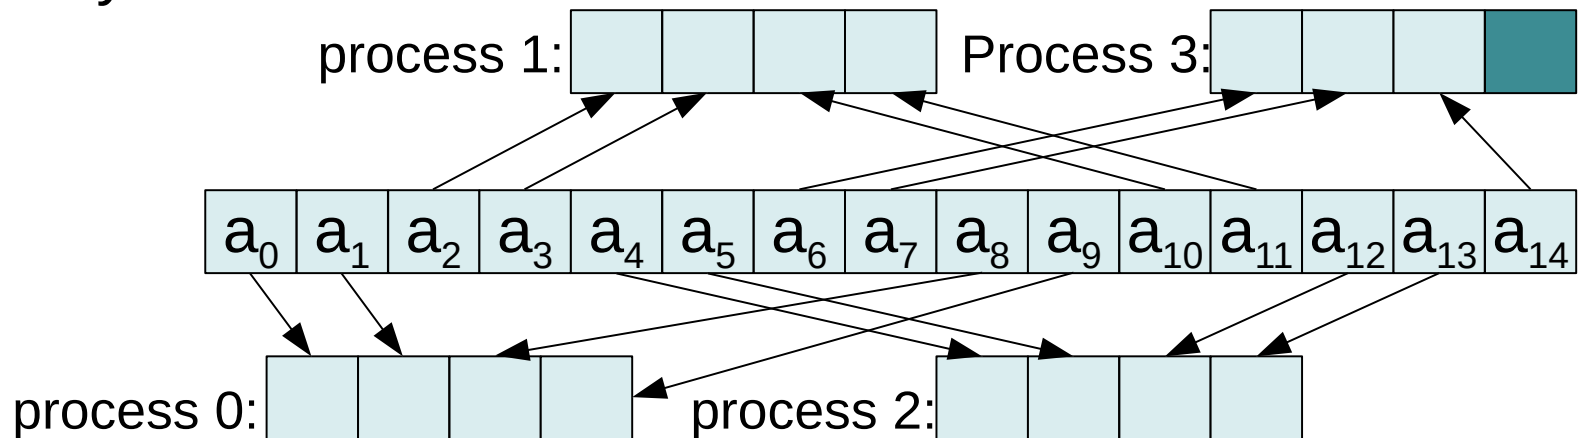 process 1: Process 3:
a0 a1 a2 a3 a4 a5 a6 a7 a8 a9 a10 a11 a12 a13 a14
process 0: process 2: